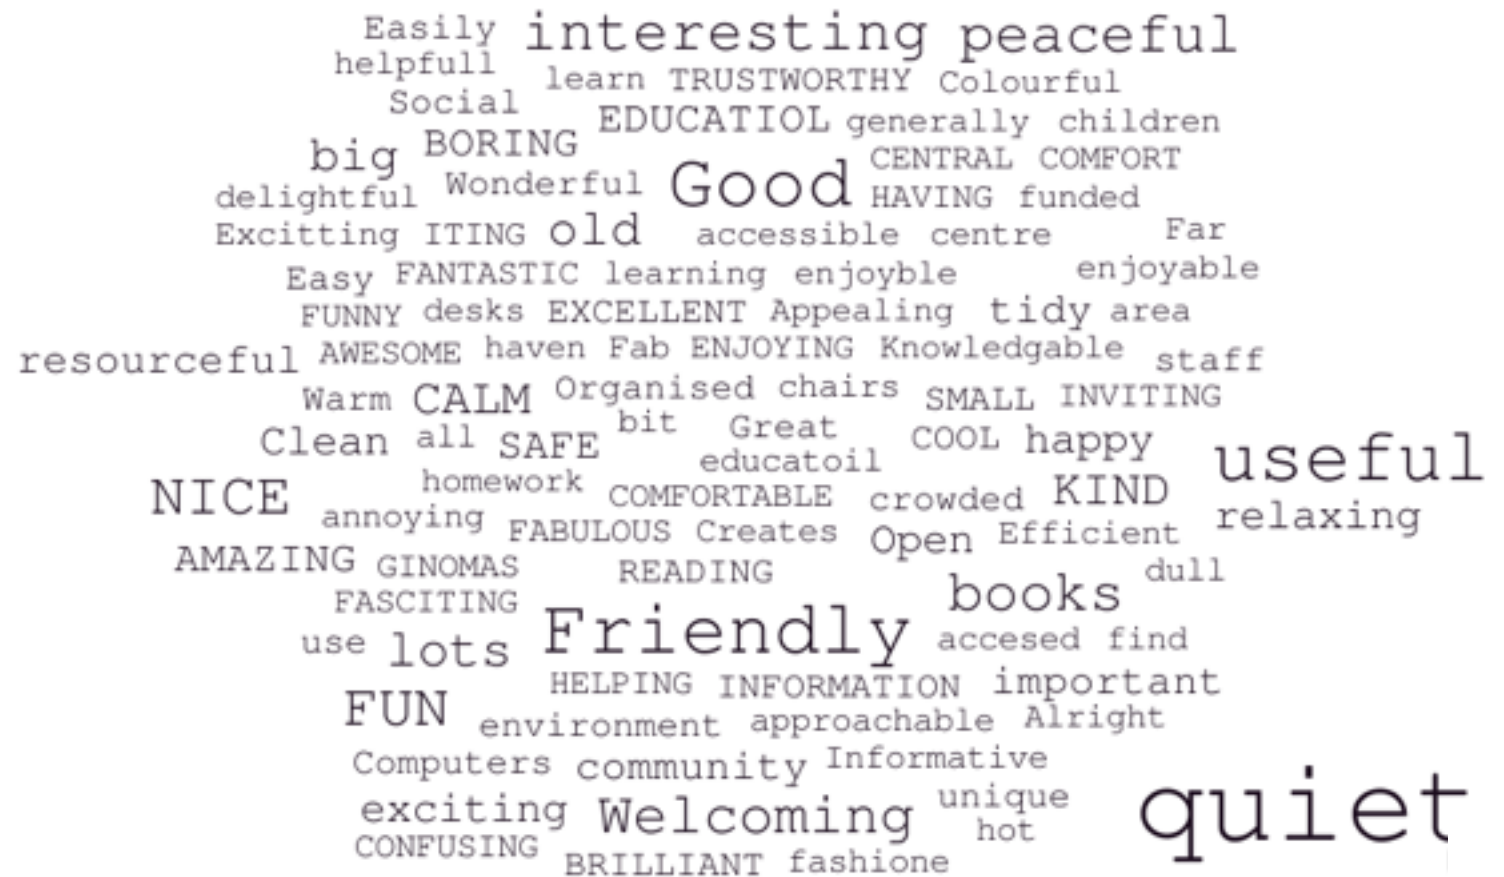 Easily interesting peaceful
helpfull learn TRUSTWORTHY Colourful
Social EDUCATIOL generally children
big BORING CENTRAL COMFORT
delightful Wonderful Good HAVING funded
Excitting ITING old accessible centre Far
Easy FANTASTIC learning enjoyble enjoyable
FUNNY desks EXCELLENT Appealing tidy area
resourceful AWESOME haven Fab ENJOYING Knowledgable staff
Warm CALM Organised chairs SMALL INVITING
Clean all SAFE bit Great COOL happy useful
educatoil
NICE homework COMFORTABLE crowded KIND relaxing
annoying FABULOUS Creates Open Efficient
AMAZING GINOMAS READING books dull
FASCITING
use lots Friendly accesed find
HELPING INFORMATION important
FUN environment approachable Alright
Computers community Informative
exciting Welcoming unique quiet
hot
CONFUSING BRILLIANT fashione